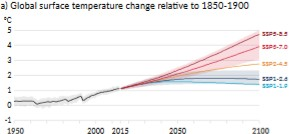 a) Global surface temperature change relative to 1850-1900
°C
5
SSP5-8.5
4
SSP3-7.0
3
SSP2-4.5
2
SSP1-2.6
SSP1-1.9
1
0
-1
1950 2000 2015 2050 2100